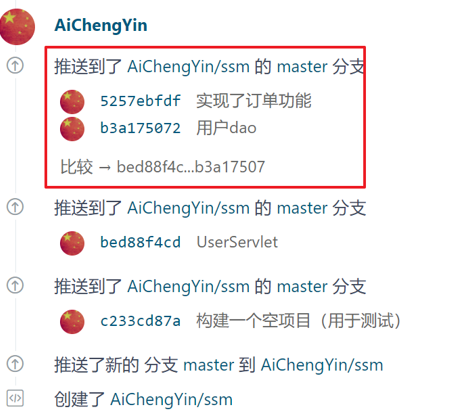 AiChengYin
推送到了 AiChengYin/ssm 的 master 分支
5257ebfdf 实现了订单功能
b3a175072 用户dao
比较 → bed88f4c...b3a17507
推送到了 AiChengYin/ssm 的 master 分支
bed88f4cd UserServlet
推送到了 AiChengYin/ssm 的 master 分支
c233cd87a 构建一个空项目（用于测试）
推送了新的 分支 master 到 AiChengYin/ssm
创建了 AiChengYin/ssm